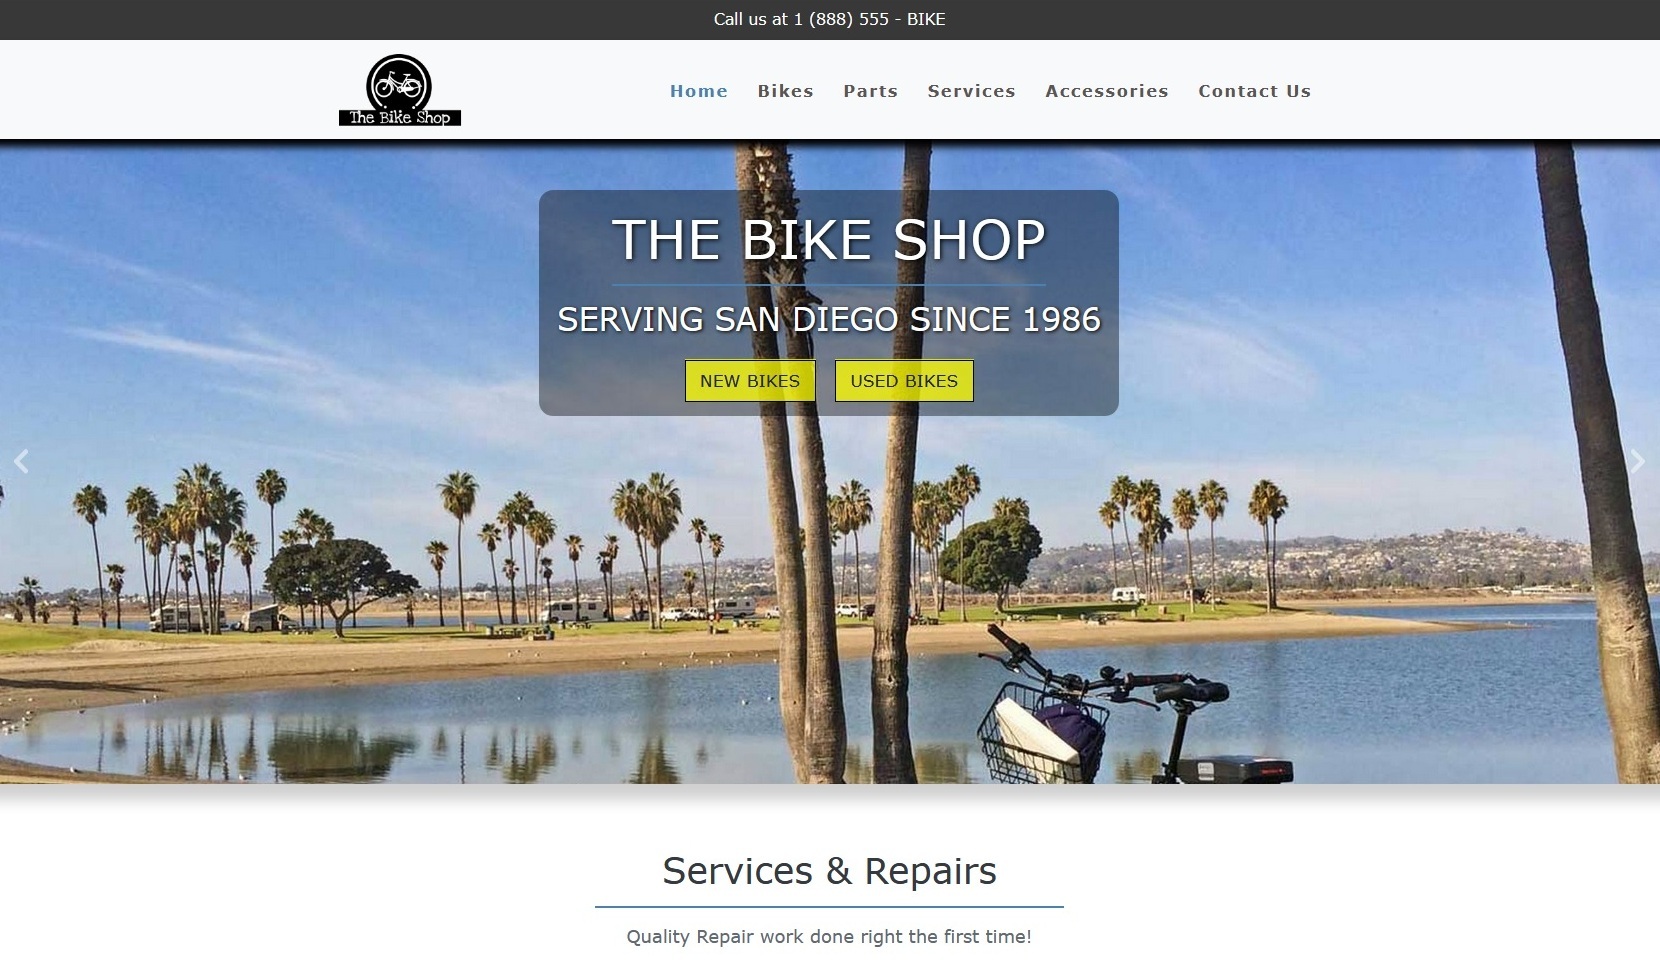 Call us at 1 (888) 555 - BIKE
The Bike Shop
Home Bikes Parts Services Accessories Contact Us
THE BIKE SHOP
SERVING SAN DIEGO SINCE 1986
NEW BIKES USED BIKES
Services & Repairs
Quality Repair work done right the first time!